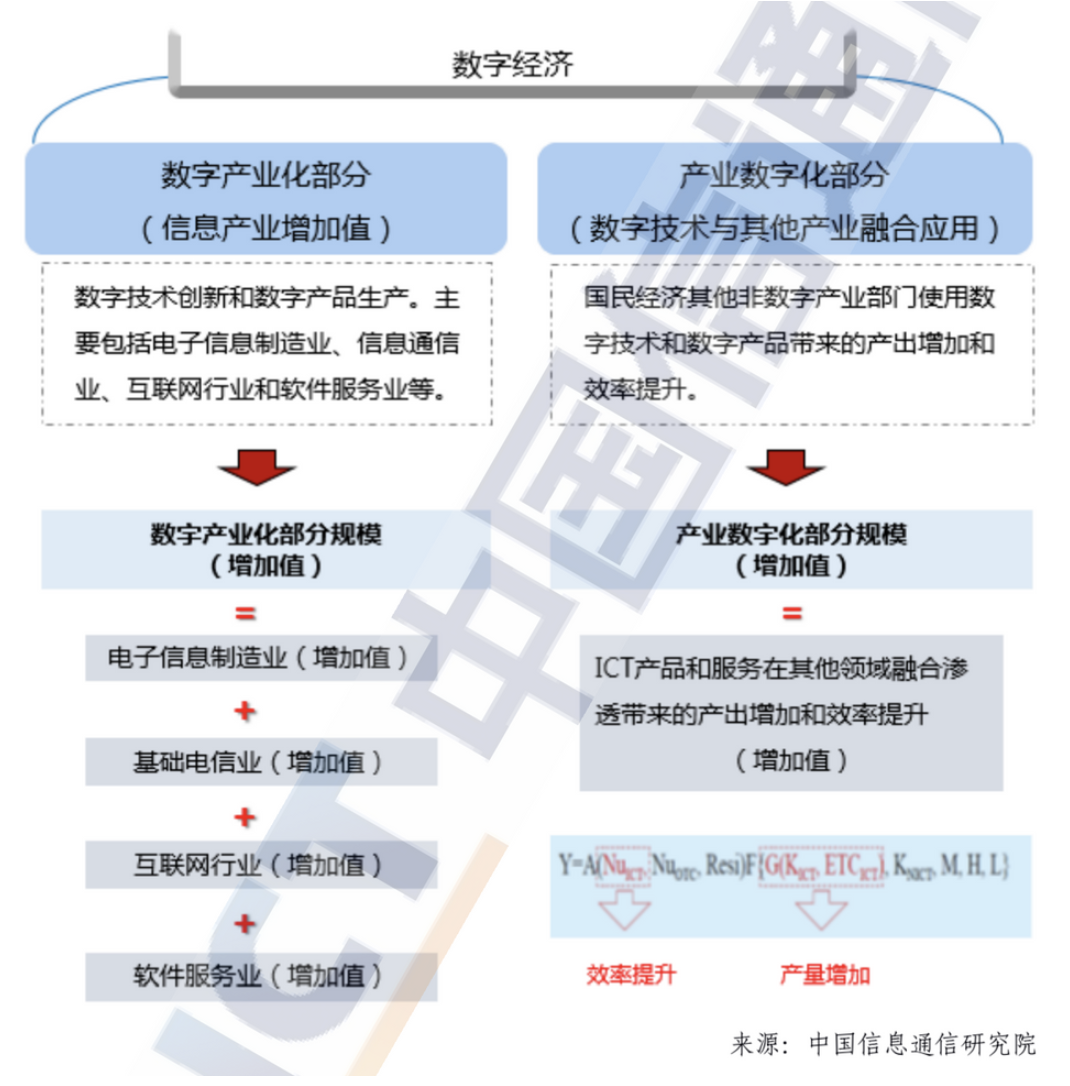 数字经济
数字产业化部分
（信息产业增加值）
数字技术创新和数字产品生产。主
要包括电子信息制造业、信息通信
业、互联网行业和软件服务业等。
数字产业化部分规模
（增加值）
=
电子信息制造业（增加值）
+
基础电信业（增加值）
+
互联网行业（增加值）
+
软件服务业（增加值）
产业数字化部分
（数字技术与其他产业融合应用）
国民经济其他非数字产业部门使用数
字技术和数字产品带来的产出增加和
效率提升。
产业数字化部分规模
（增加值）
=
ICT产品和服务在其他领域融合渗
透带来的产出增加和效率提升
（增加值）
Y=A(Nu_ICT, Nu_OTC, Resi)F{G(K_ICT, ETC_ICT), K_NICT, M, H, L}
效率提升
产量增加
来源：中国信息通信研究院
ICT 中国信通